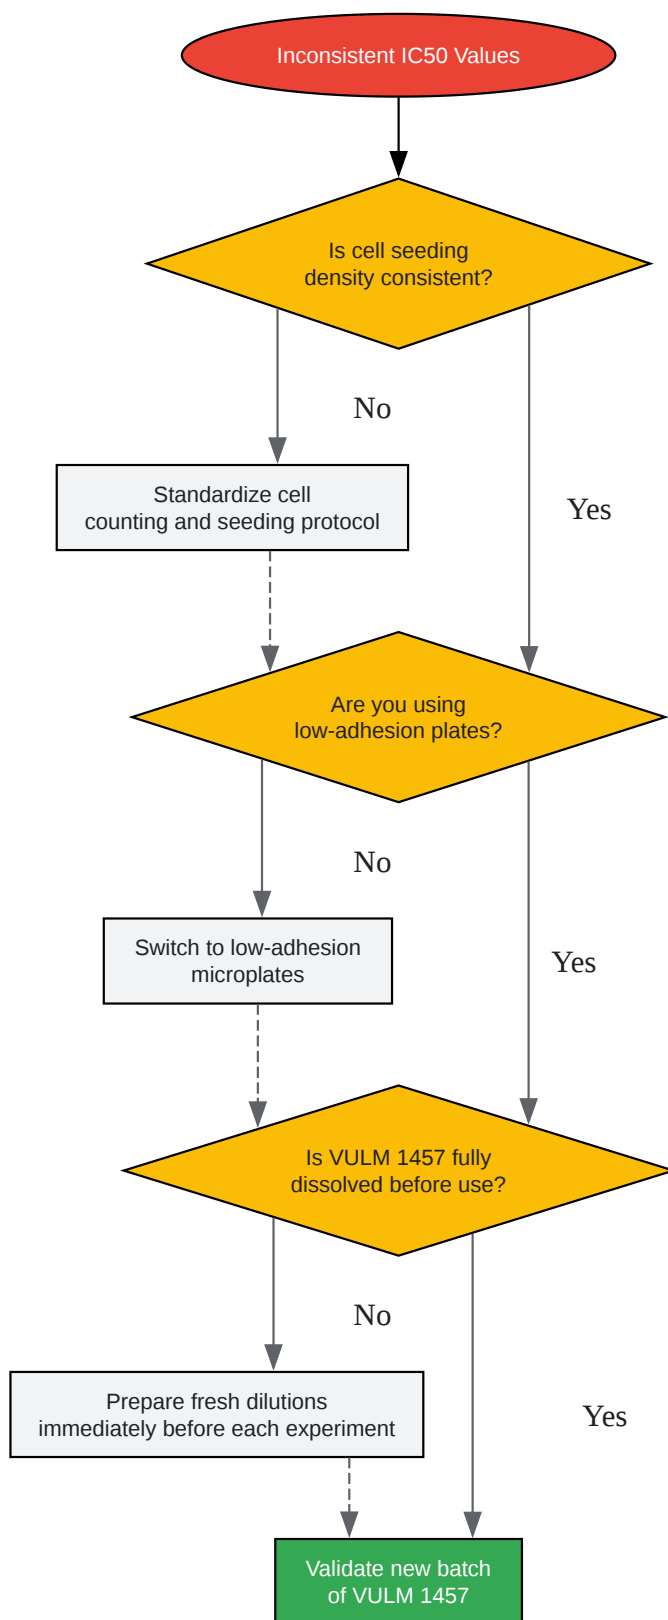 Inconsistent IC50 Values
Is cell seeding
density consistent?
No
Standardize cell
counting and seeding protocol
Yes
Are you using
low-adhesion plates?
No
Switch to low-adhesion
microplates
Yes
Is VULM 1457 fully
dissolved before use?
No
Prepare fresh dilutions
immediately before each experiment
Yes
Validate new batch
of VULM 1457